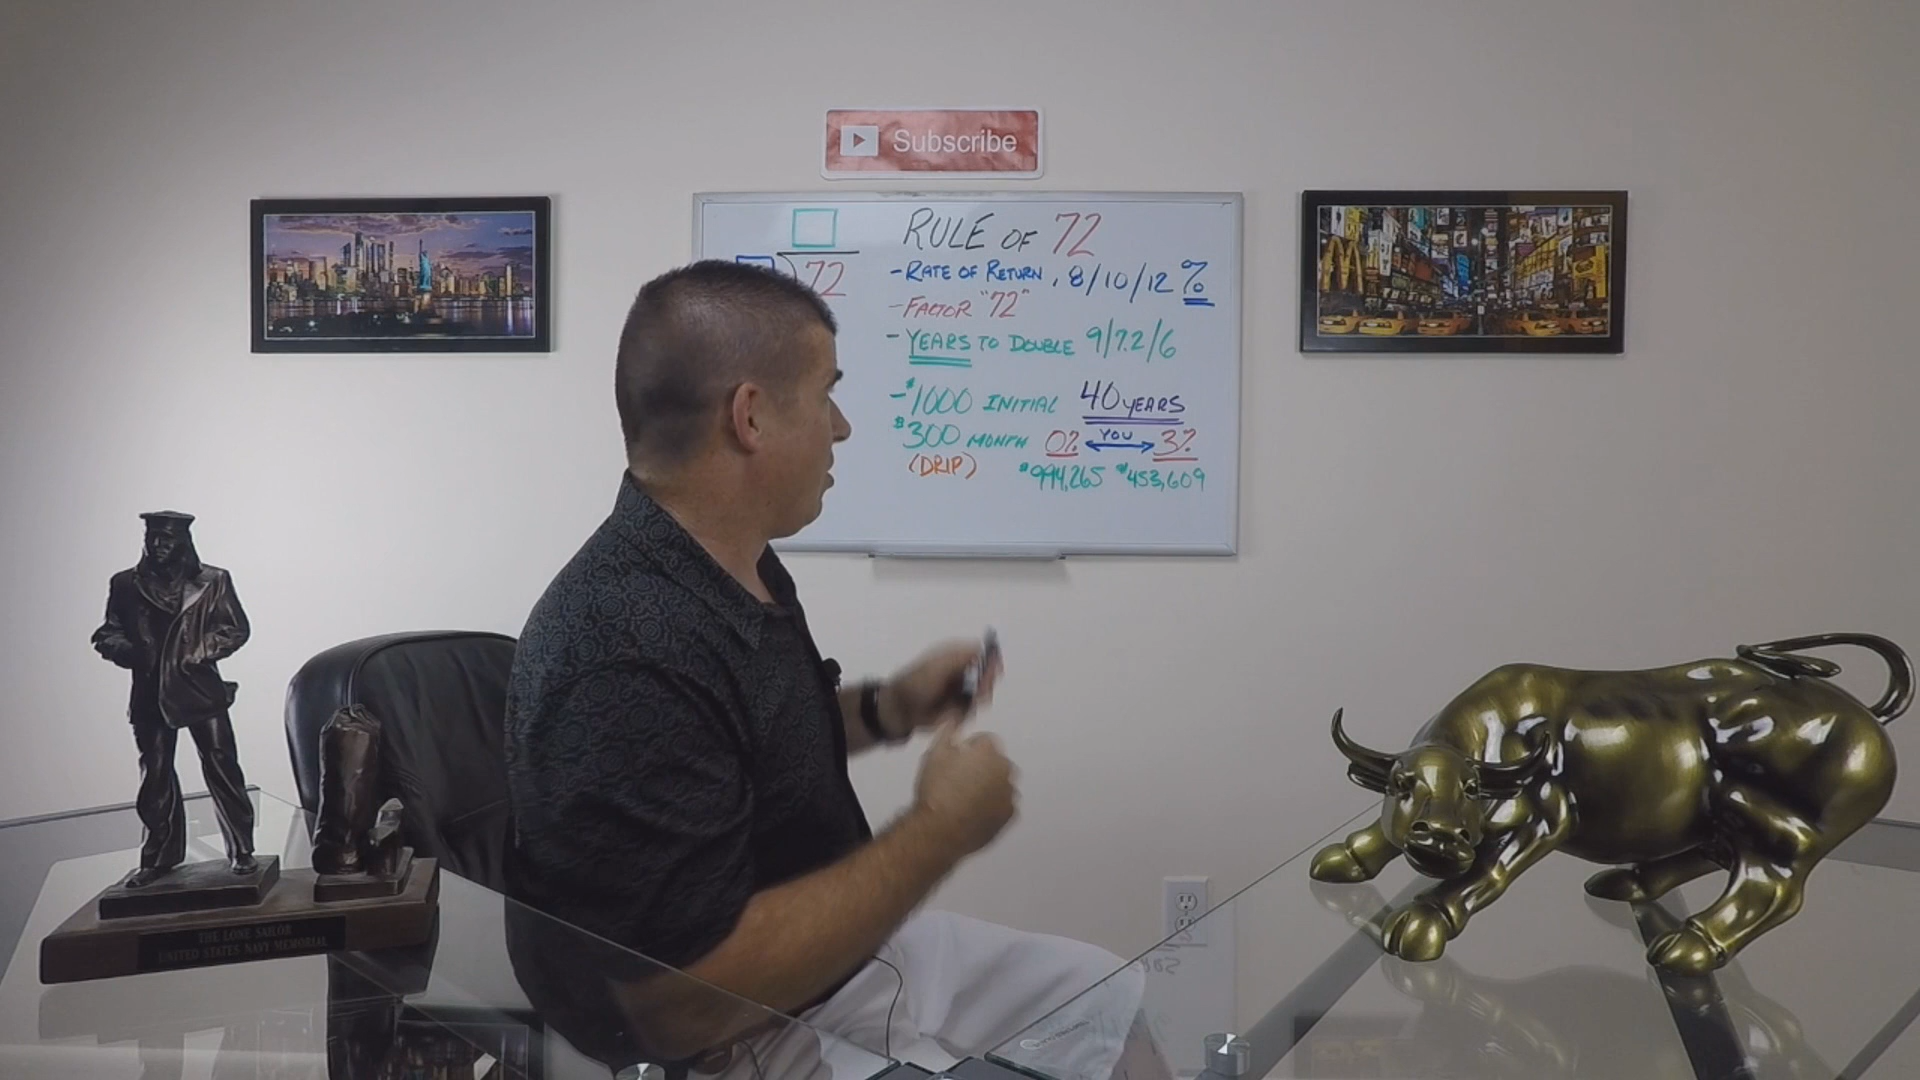 Subscribe
RULE OF 72
72
- RATE OF RETURN, 8/10/12 %
- FACTOR "72"
- YEARS TO DOUBLE 9/7.2/6
- $1000 INITIAL 40 YEARS
$300 MONTH 0% YOU 3%
(DRIP) $994,265 $453,609
THE LONE SAILOR
UNITED STATES NAVY MEMORIAL